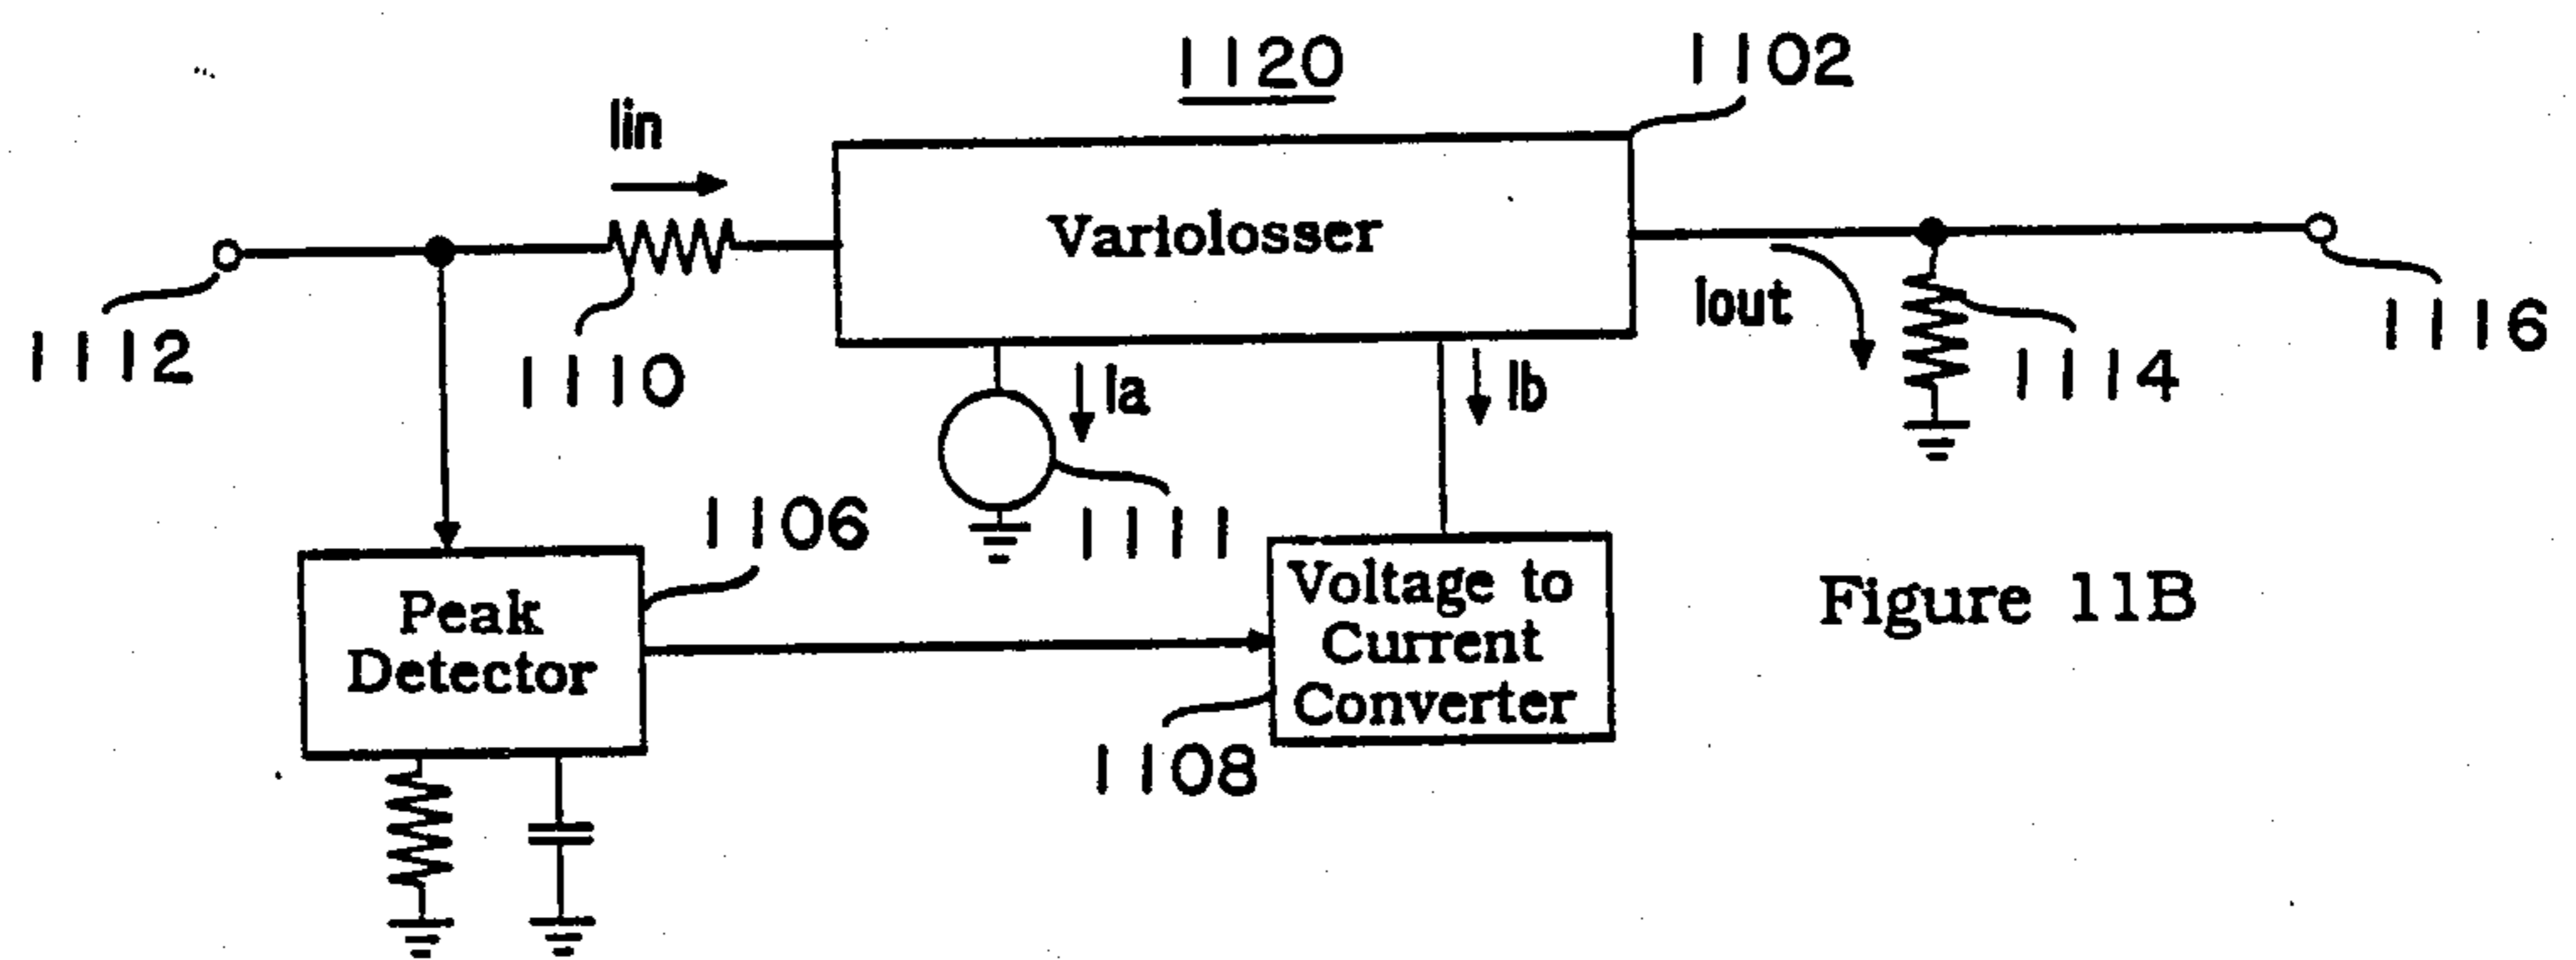 1120
1102
Iin
Variolosser
1112
1110
Ia
Ib
Iout
1114
1116
1106
1111
Peak
Detector
Voltage to
Current
Converter
1108
Figure 11B